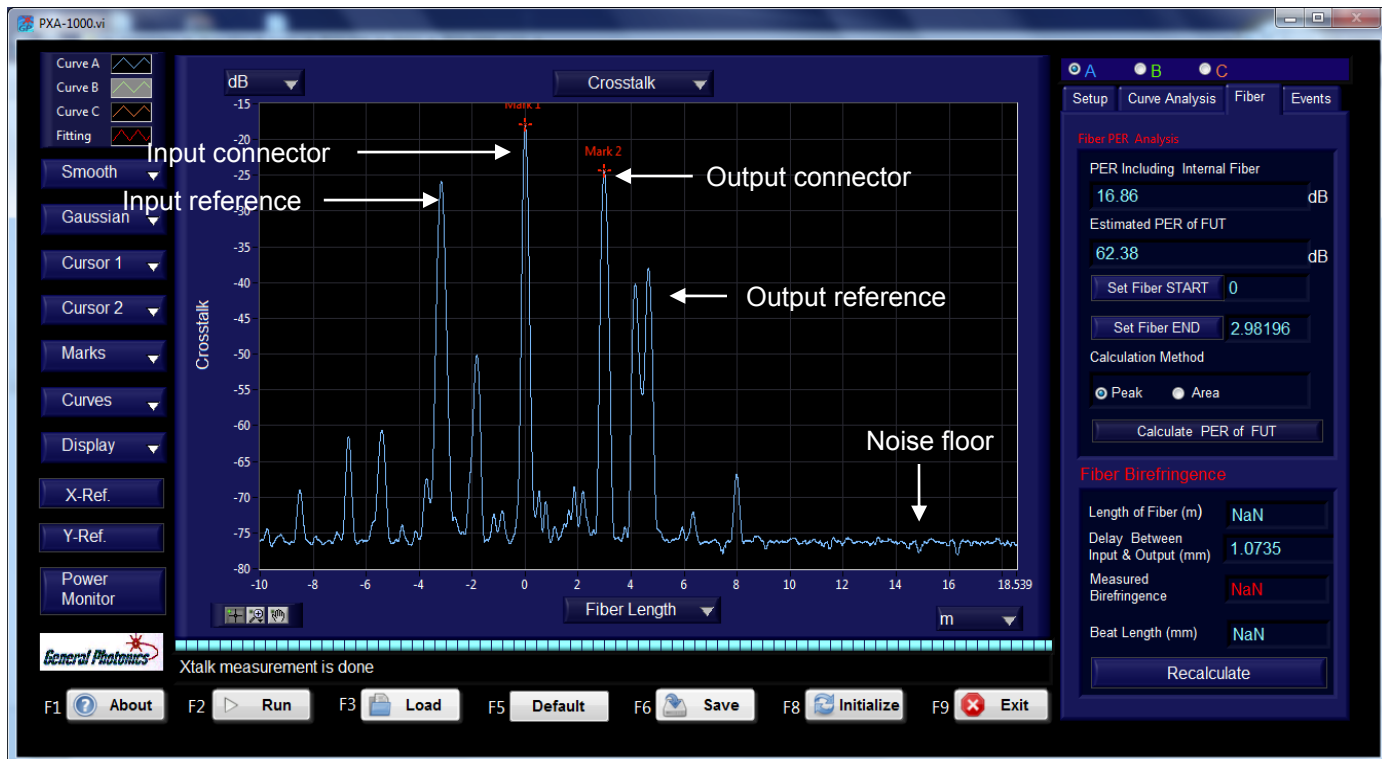 PXA-1000.vi
Curve A
Curve B
Curve C
Fitting
Smooth
Gaussian
Cursor 1
Cursor 2
Marks
Curves
Display
X-Ref.
Y-Ref.
Power
Monitor
General Photonics
dB
Crosstalk
Mark 1
Mark 2
Input connector
Input reference
Output connector
Output reference
Noise floor
Crosstalk
-15
-20
-25
-30
-35
-40
-45
-50
-55
-60
-65
-70
-75
-80
-10 -8 -6 -4 -2 0 2 4 6 8 10 12 14 16 18.539
Fiber Length
m
Xtalk measurement is done
F1 About F2 Run F3 Load F5 Default F6 Save F8 Initialize F9 Exit
A B C
Setup Curve Analysis Fiber Events
Fiber PER Analysis
PER Including Internal Fiber
16.86 dB
Estimated PER of FUT
62.38 dB
Set Fiber START 0
Set Fiber END 2.98196
Calculation Method
Peak Area
Calculate PER of FUT
Fiber Birefringence
Length of Fiber (m) NaN
Delay Between
Input & Output (mm) 1.0735
Measured
Birefringence NaN
Beat Length (mm) NaN
Recalculate